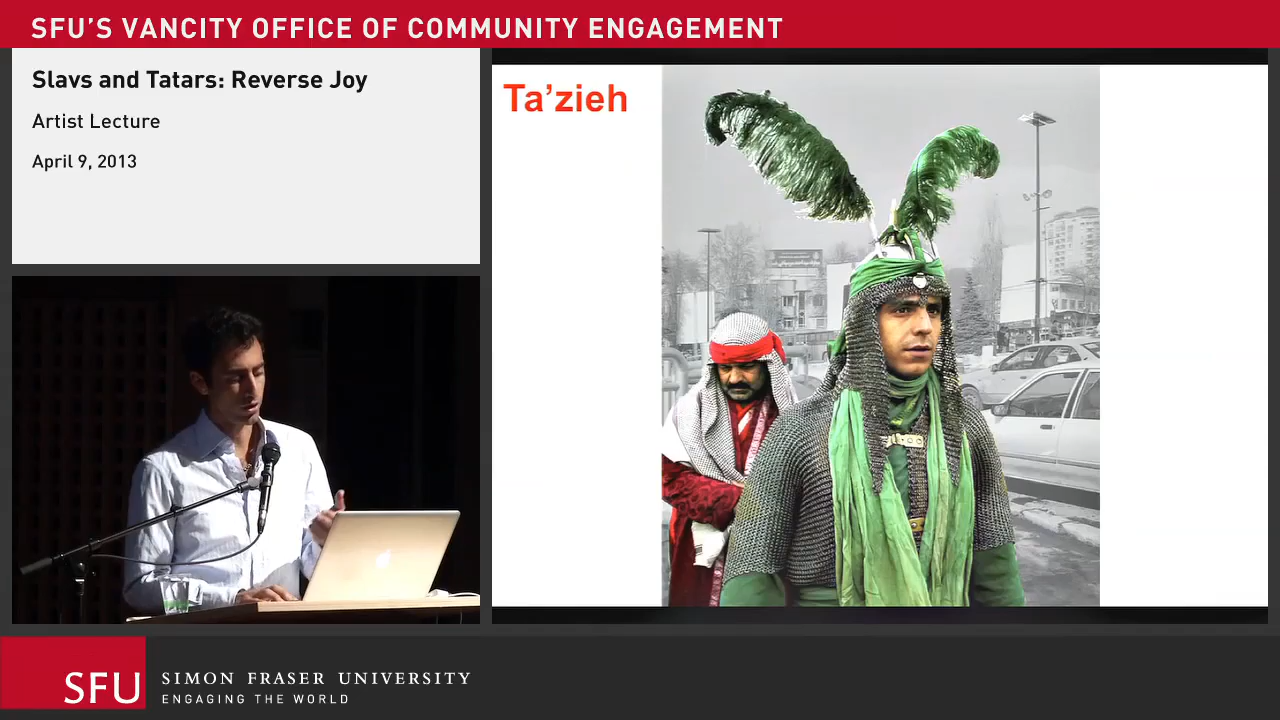 SFU'S VANCITY OFFICE OF COMMUNITY ENGAGEMENT
Slavs and Tatars: Reverse Joy
Artist Lecture
April 9, 2013
Ta'zieh
SFU
SIMON FRASER UNIVERSITY
ENGAGING THE WORLD